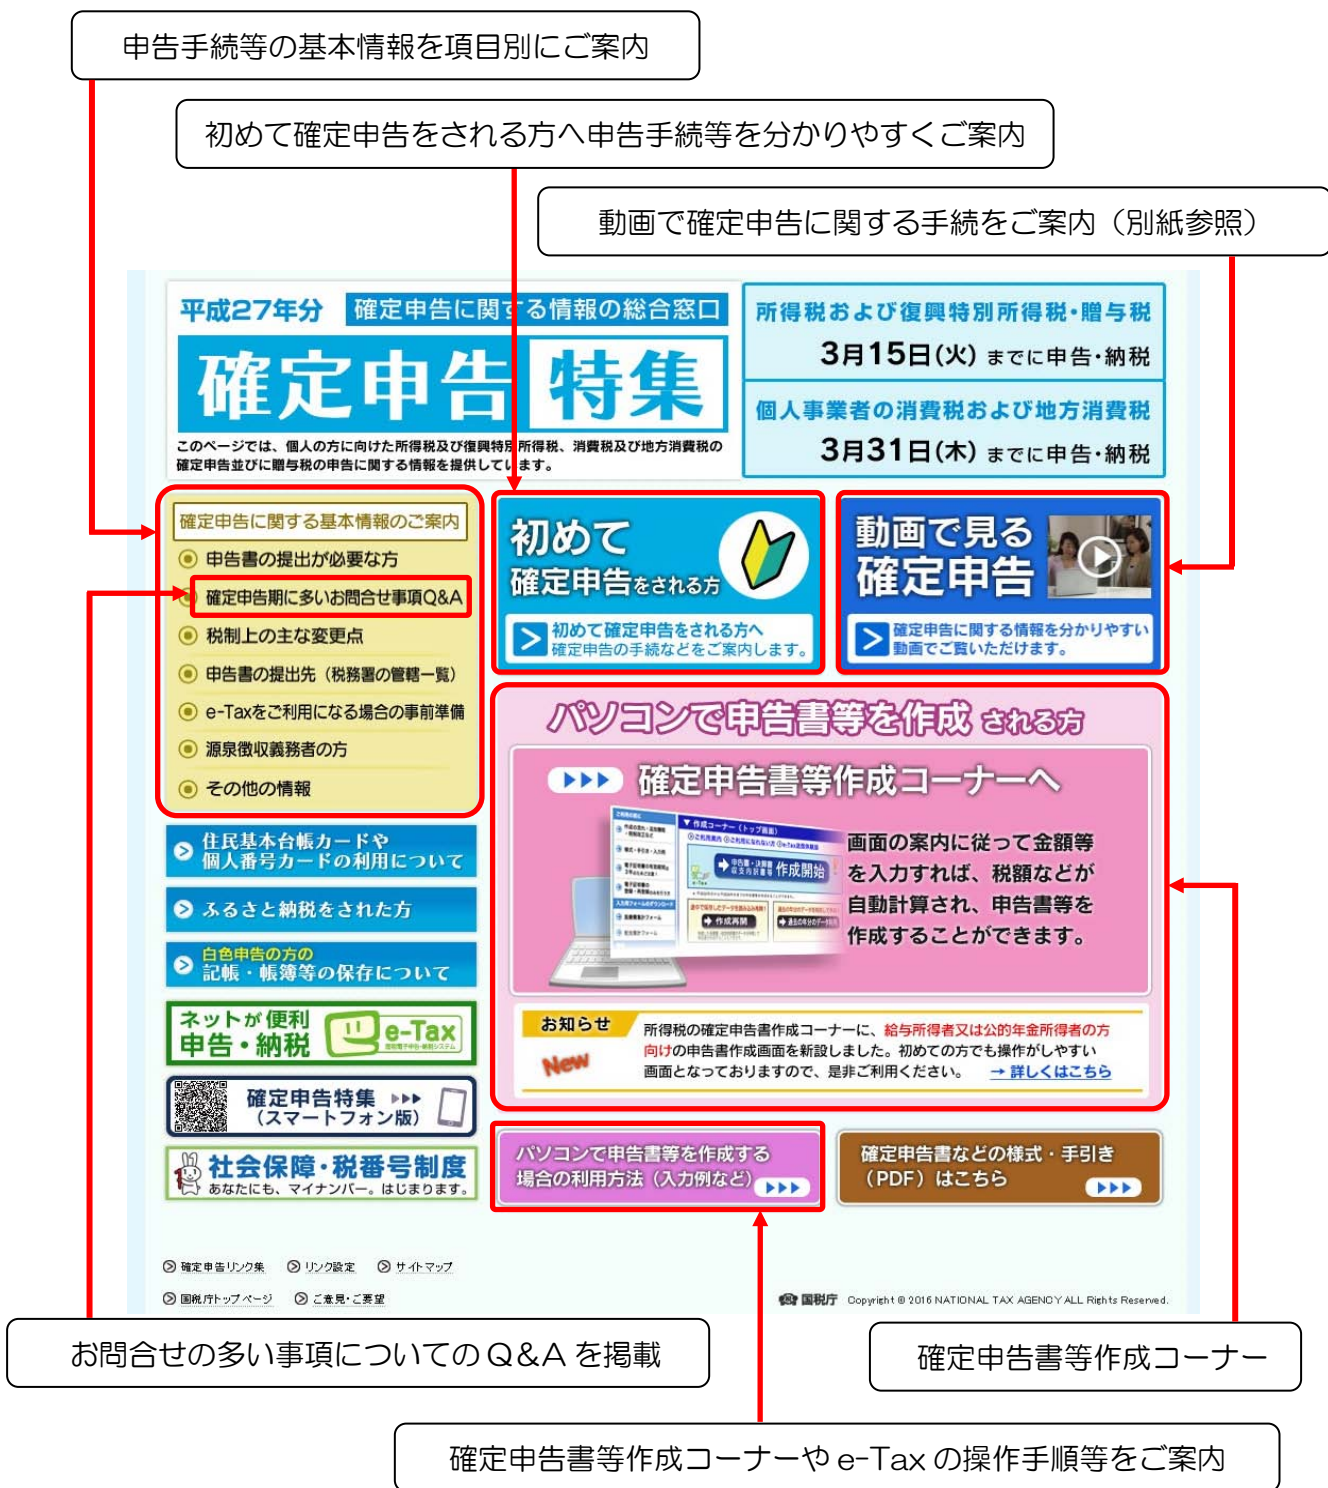 申告手続等の基本情報を項目別にご案内
初めて確定申告をされる方へ申告手続等を分かりやすくご案内
動画で確定申告に関する手続をご案内（別紙参照）
平成27年分 確定申告に関する情報の総合窓口
確定申告 特集
このページでは、個人の方に向けた所得税及び復興特別所得税、消費税及び地方消費税の
確定申告並びに贈与税の申告に関する情報を提供しています。
所得税および復興特別所得税・贈与税
3月15日(火) までに申告・納税
個人事業者の消費税および地方消費税
3月31日(木) までに申告・納税
確定申告に関する基本情報のご案内
申告書の提出が必要な方
確定申告期に多いお問合せ事項Q&A
税制上の主な変更点
申告書の提出先（税務署の管轄一覧）
e-Taxをご利用になる場合の事前準備
源泉徴収義務者の方
その他の情報
初めて
確定申告をされる方
初めて確定申告をされる方へ
確定申告の手続などをご案内します。
動画で見る
確定申告
確定申告に関する情報を分かりやすい
動画でご覧いただけます。
パソコンで申告書等を作成 される方
確定申告書等作成コーナーへ
▼ 作成コーナー（トップ画面）
作成開始
作成再開
画面の案内に従って金額等
を入力すれば、税額などが
自動計算され、申告書等を
作成することができます。
お知らせ
New
所得税の確定申告書作成コーナーに、給与所得者又は公的年金所得者の方
向けの申告書作成画面を新設しました。初めての方でも操作がしやすい
画面となっておりますので、是非ご利用ください。 → 詳しくはこちら
住民基本台帳カードや
個人番号カードの利用について
ふるさと納税をされた方
白色申告の方の
記帳・帳簿等の保存について
ネットが便利
申告・納税
e-Tax
確定申告特集
（スマートフォン版）
社会保障・税番号制度
あなたにも、マイナンバー。はじまります。
パソコンで申告書等を作成する
場合の利用方法（入力例など）
確定申告書などの様式・手引き
（PDF）はこちら
確定申告リンク集 リンク設定 サイトマップ
国税庁トップページ ご意見・ご要望
国税庁 Copyright © 2016 NATIONAL TAX AGENCY ALL Rights Reserved.
お問合せの多い事項についてのQ&Aを掲載
確定申告書等作成コーナー
確定申告書等作成コーナーやe-Taxの操作手順等をご案内